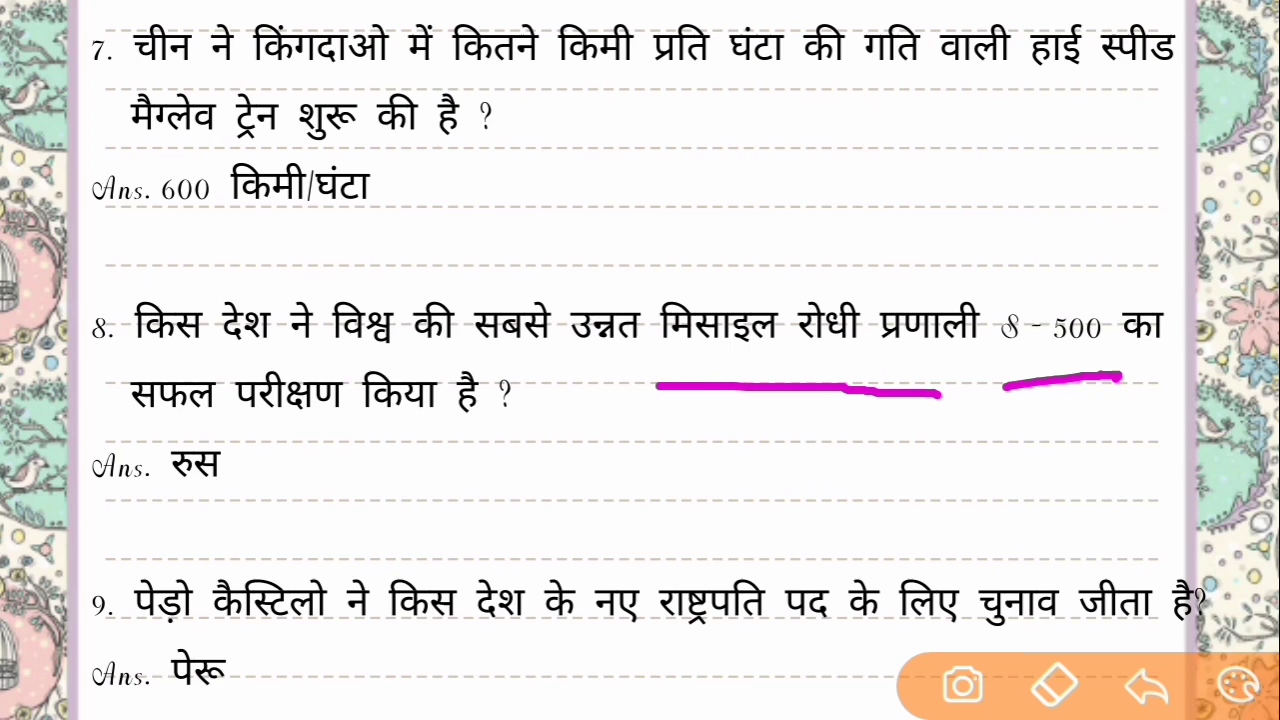 7. चीन ने किंगदाओ में कितने किमी प्रति घंटा की गति वाली हाई स्पीड
मैग्लेव ट्रेन शुरू की है ?
Ans. 600 किमी/घंटा
8. किस देश ने विश्व की सबसे उन्नत मिसाइल रोधी प्रणाली S - 500 का
सफल परीक्षण किया है ?
Ans. रुस
9. पेड़ो कैस्टिलो ने किस देश के नए राष्ट्रपति पद के लिए चुनाव जीता है?
Ans. पेरू